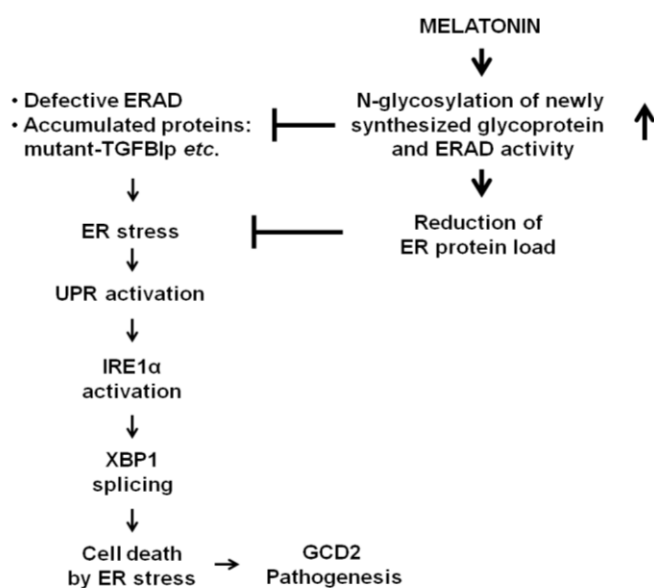 MELATONIN
• Defective ERAD
• Accumulated proteins:
mutant-TGFBIp etc.
N-glycosylation of newly
synthesized glycoprotein
and ERAD activity
ER stress
Reduction of
ER protein load
UPR activation
IRE1α
activation
XBP1
splicing
Cell death
by ER stress
GCD2
Pathogenesis